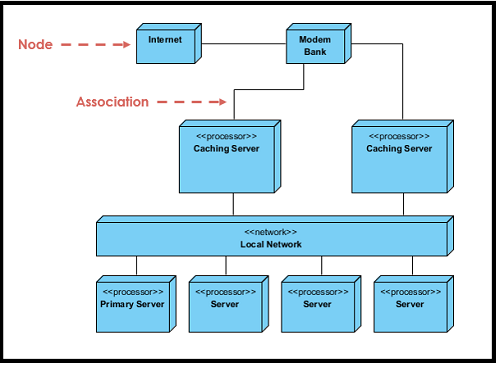 Node
Internet
Modem
Bank
Association
<<processor>>
Caching Server
<<processor>>
Caching Server
<<network>>
Local Network
<<processor>>
Primary Server
<<processor>>
Server
<<processor>>
Server
<<processor>>
Server